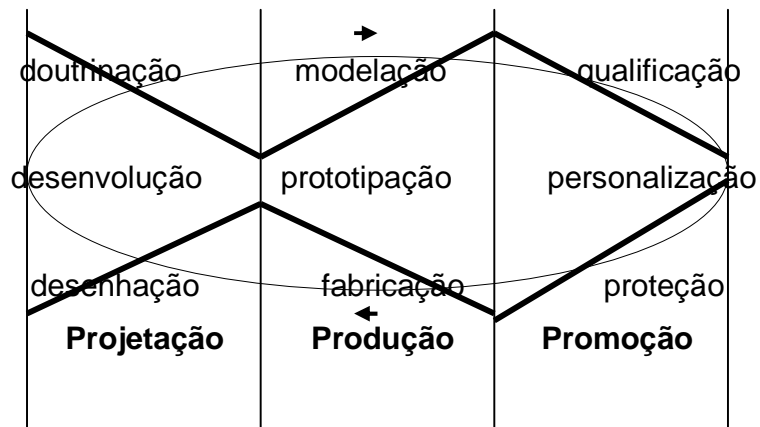 doutrinação modelação qualificação
desenvolução prototipação personalização
desenhação fabricação proteção
Projetação Produção Promoção